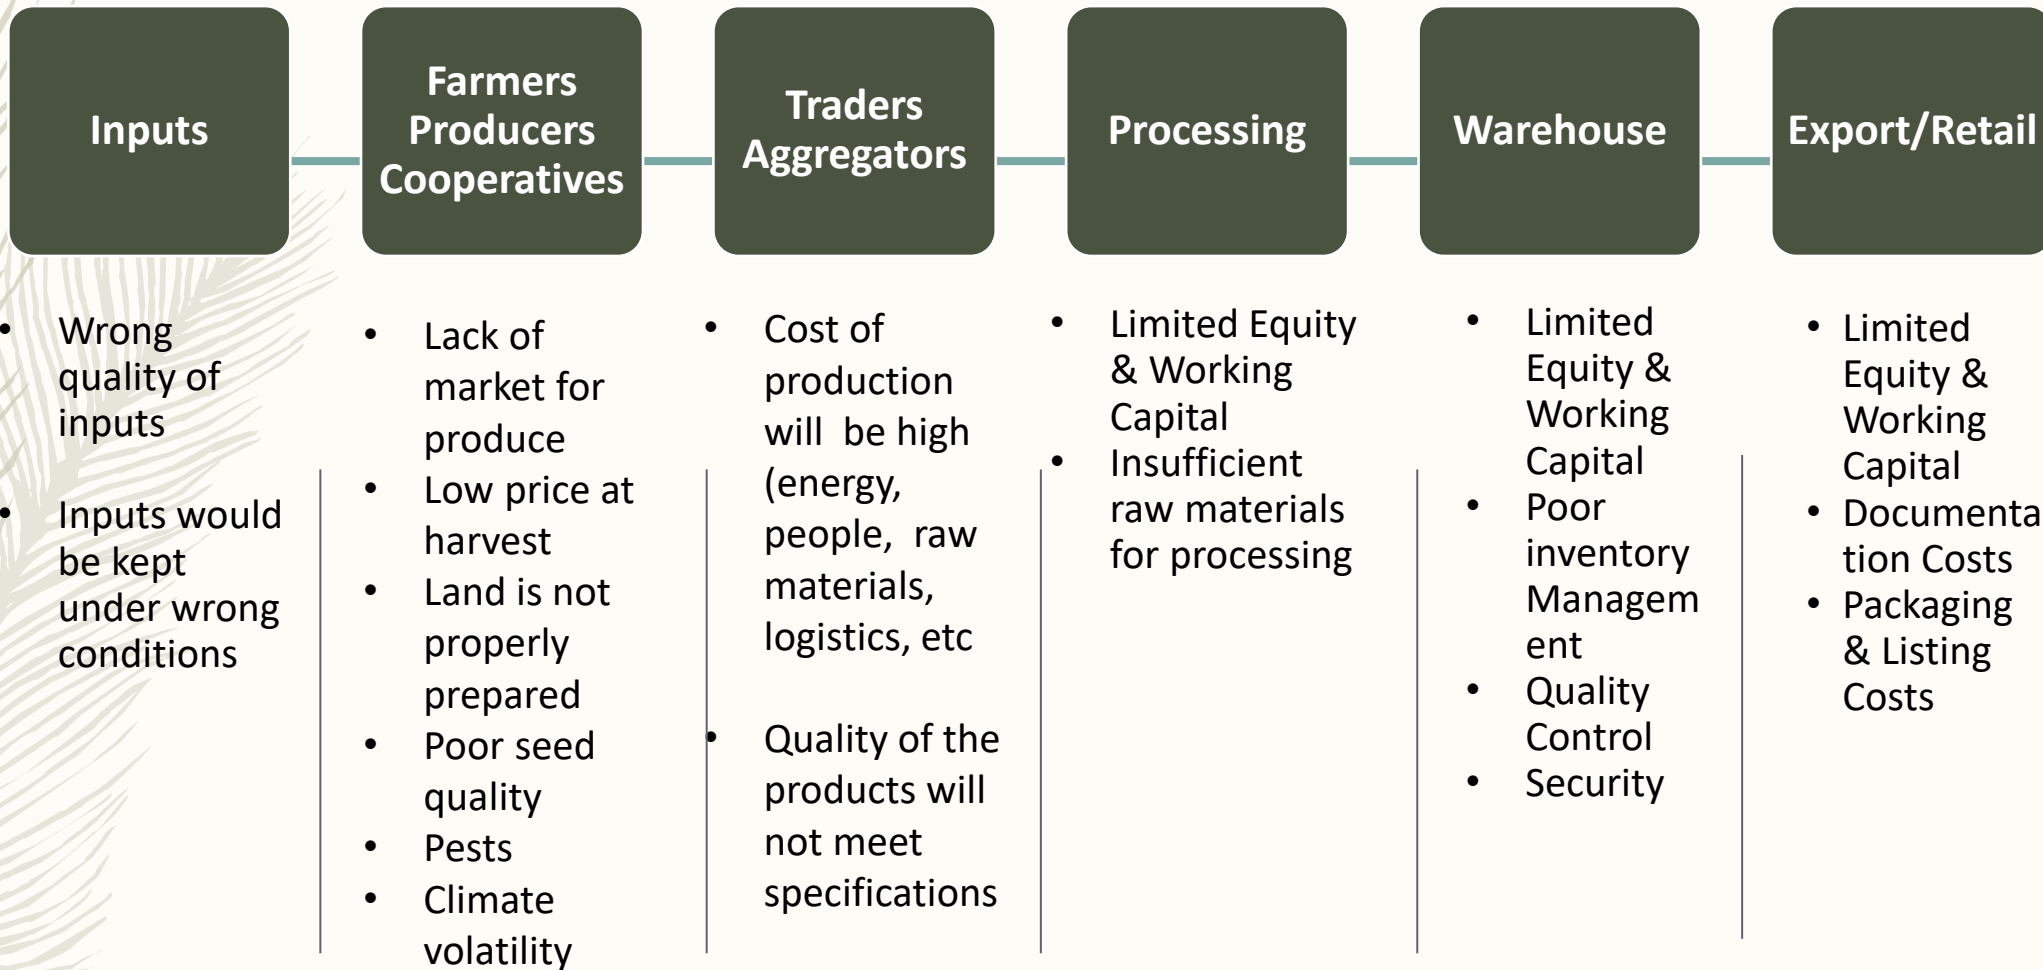 Inputs
Farmers
Producers
Cooperatives
Traders
Aggregators
Processing
Warehouse
Export/Retail
• Wrong
quality of
inputs
• Inputs would
be kept
under wrong
conditions
• Lack of
market for
produce
• Low price at
harvest
• Land is not
properly
prepared
• Poor seed
quality
• Pests
• Climate
volatility
• Cost of
production
will be high
(energy,
people, raw
materials,
logistics, etc
• Quality of the
products will
not meet
specifications
• Limited Equity
& Working
Capital
• Insufficient
raw materials
for processing
• Limited
Equity &
Working
Capital
• Poor
inventory
Managem
ent
• Quality
Control
• Security
• Limited
Equity &
Working
Capital
• Documenta
tion Costs
• Packaging
& Listing
Costs